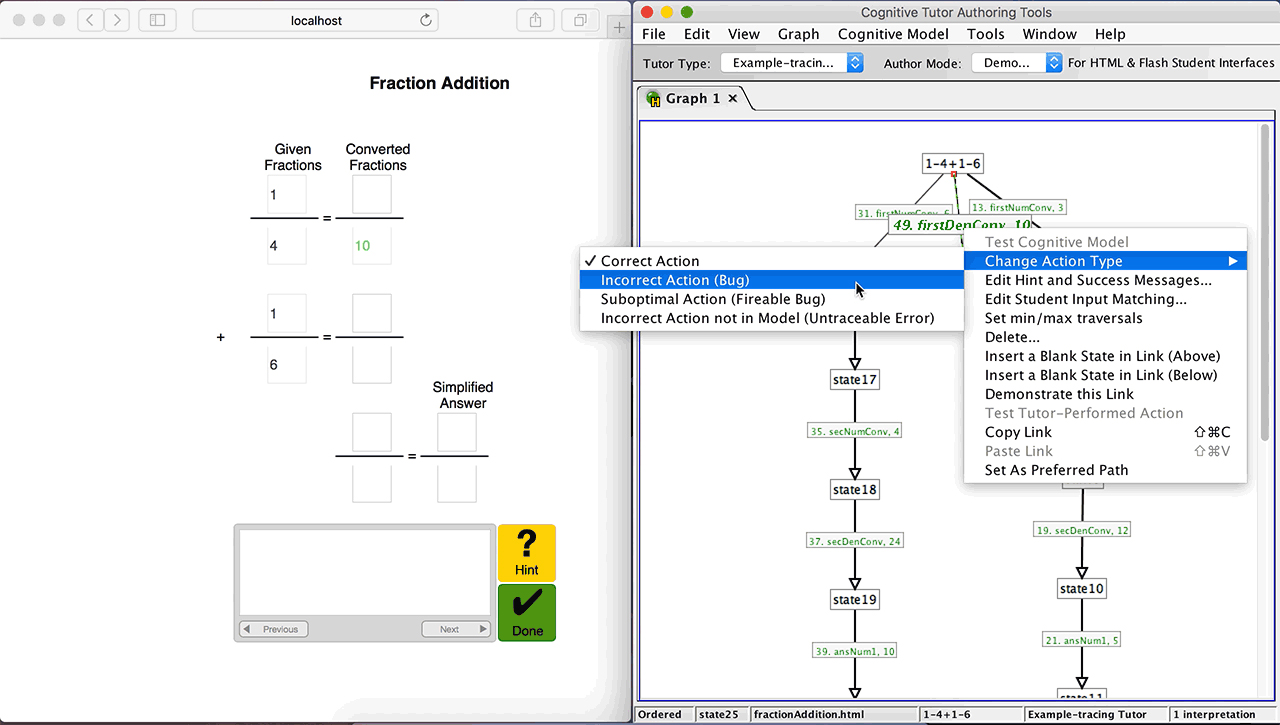 localhost
Fraction Addition
Given
Fractions
Converted
Fractions
1
=
4
10
1
+
=
6
Simplified
Answer
=
?
Hint
Previous
Next
Done
Cognitive Tutor Authoring Tools
File Edit View Graph Cognitive Model Tools Window Help
Tutor Type: Example-tracin... Author Mode: Demo... For HTML & Flash Student Interfaces
Graph 1
1-4+1-6
31. firstNumConv, 6
13. firstNumConv, 3
49. firstDenConv, 10
Test Cognitive Model
Change Action Type
Edit Hint and Success Messages...
Edit Student Input Matching...
Set min/max traversals
Delete...
Insert a Blank State in Link (Above)
Insert a Blank State in Link (Below)
Demonstrate this Link
Test Tutor-Performed Action
Copy Link ⇧⌘C
Paste Link ⇧⌘V
Set As Preferred Path
✓ Correct Action
Incorrect Action (Bug)
Suboptimal Action (Fireable Bug)
Incorrect Action not in Model (Untraceable Error)
state17
35. secNumConv, 4
state18
37. secDenConv, 24
state19
39. ansNum1, 10
19. secDenConv, 12
state10
21. ansNum1, 5
state11
Ordered state25 fractionAddition.html 1-4+1-6 Example-tracing Tutor 1 interpretation